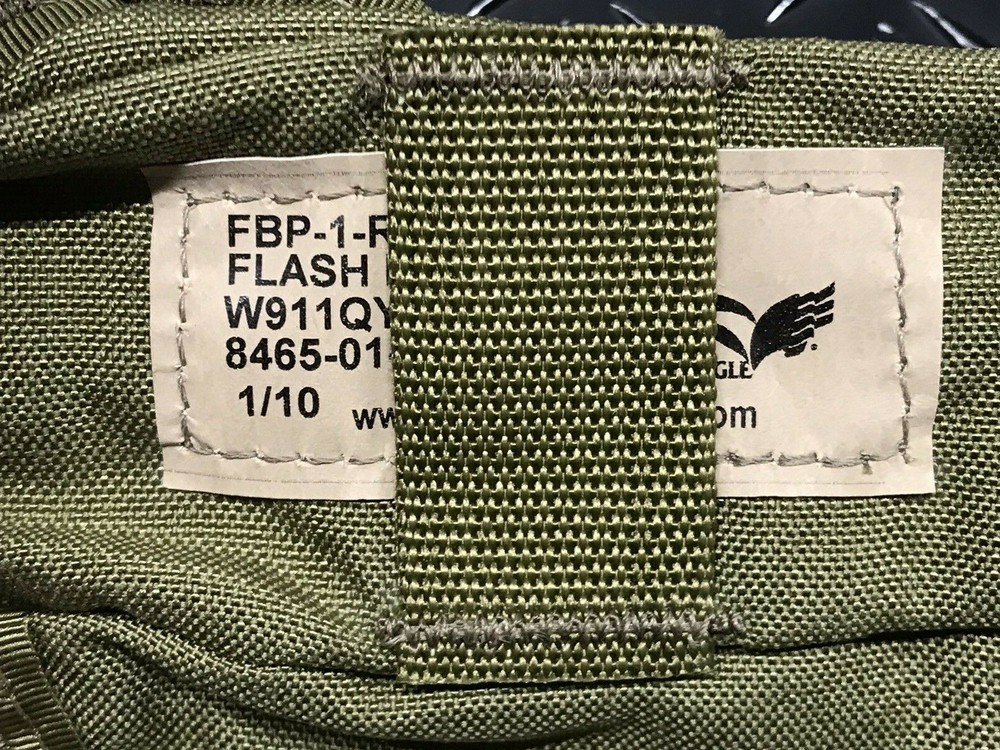 FBP-1-R
FLASH
W911QY
8465-01-
1/10
GLE
ww
om